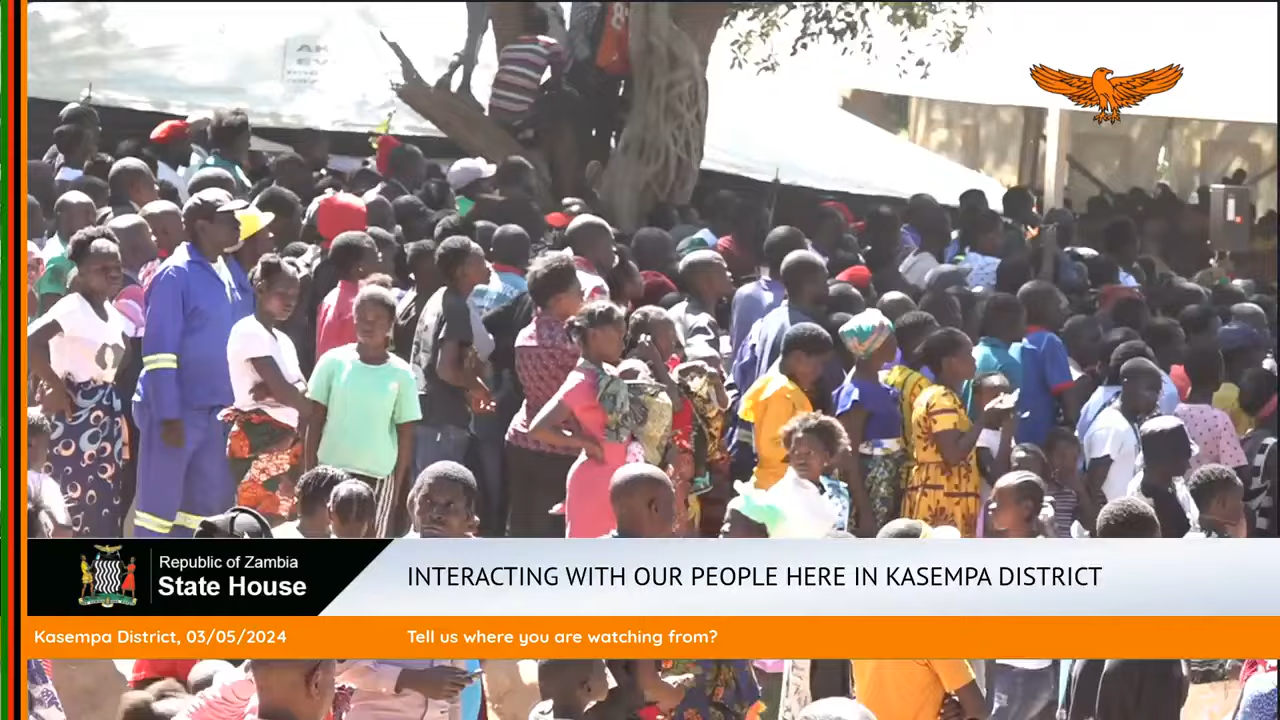 Republic of Zambia
State House
INTERACTING WITH OUR PEOPLE HERE IN KASEMPA DISTRICT
Kasempa District, 03/05/2024
Tell us where you are watching from?